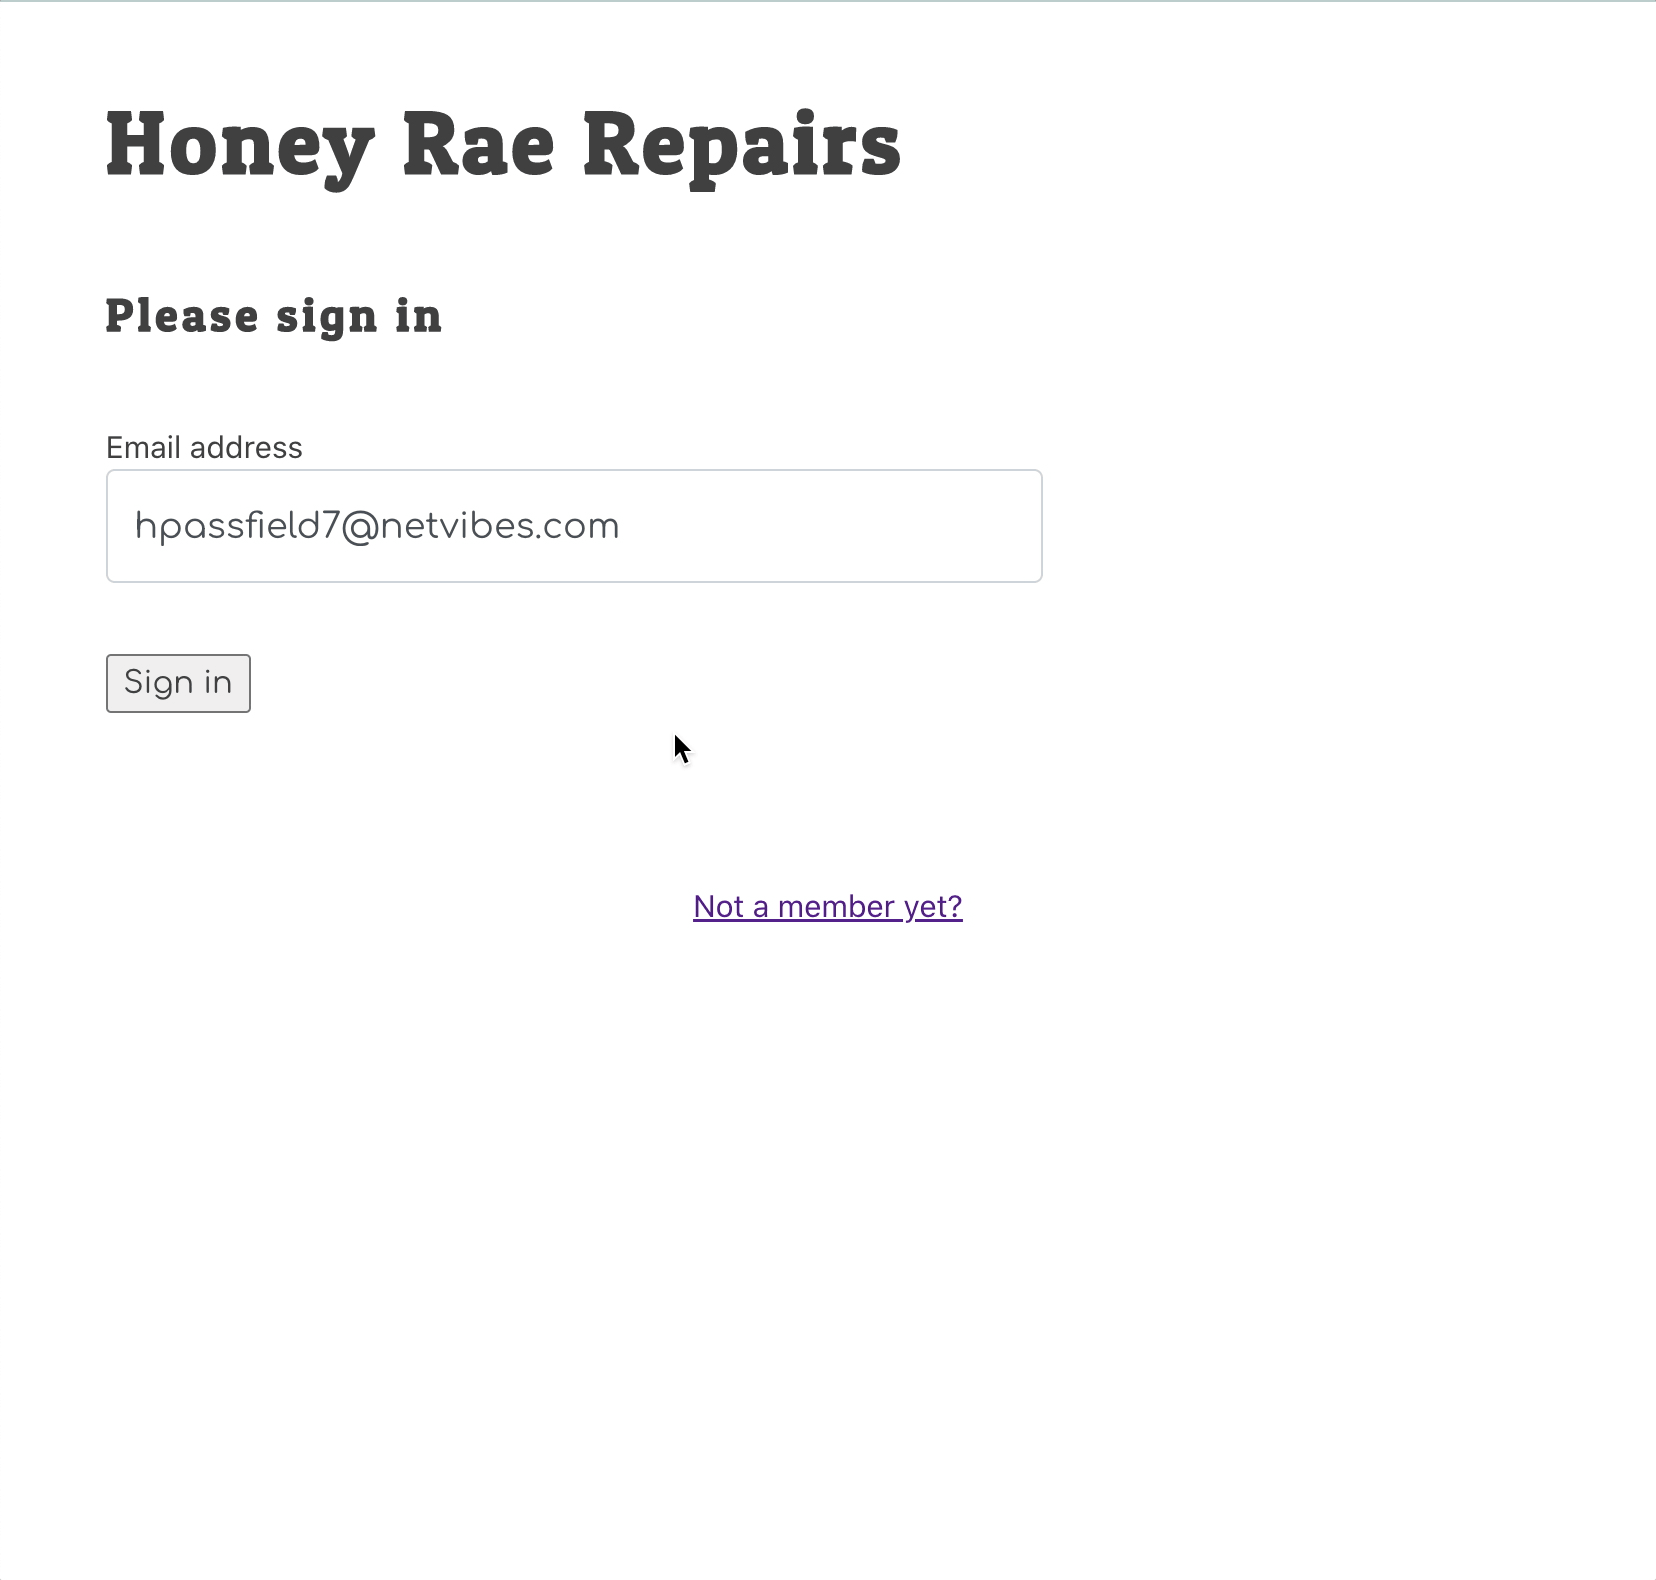 Honey Rae Repairs
Please sign in
Email address
hpassfield7@netvibes.com
Sign in
Not a member yet?